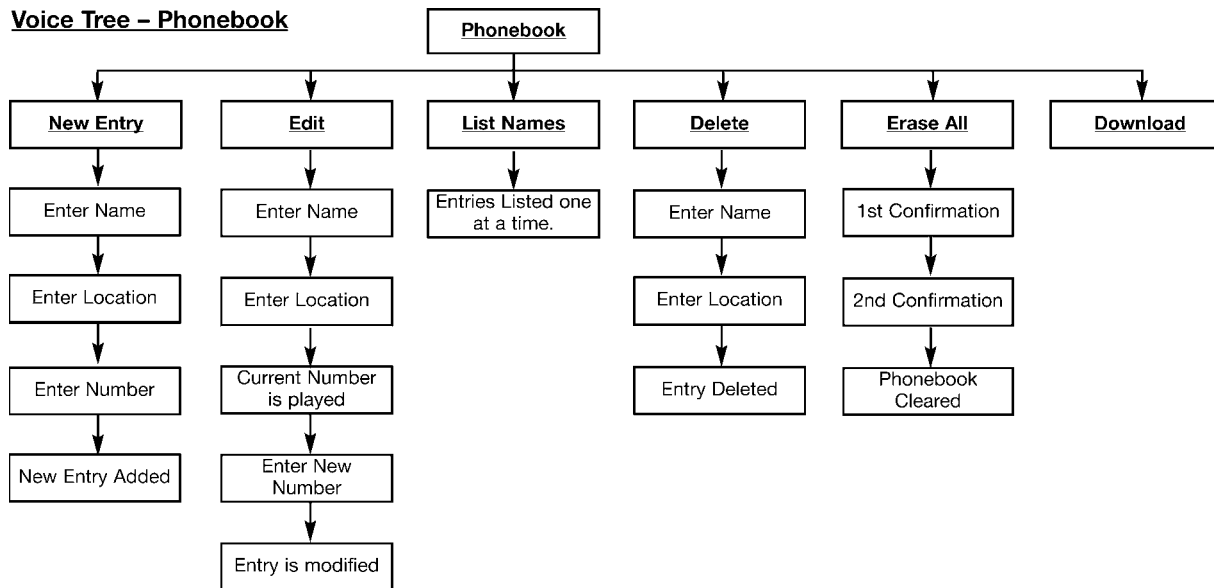 Voice Tree – Phonebook
Phonebook
New Entry
Edit
List Names
Delete
Erase All
Download
Enter Name
Enter Name
Entries Listed one
at a time.
Enter Name
1st Confirmation
Enter Location
Enter Location
Enter Location
2nd Confirmation
Enter Number
Current Number
is played
Entry Deleted
Phonebook
Cleared
New Entry Added
Enter New
Number
Entry is modified